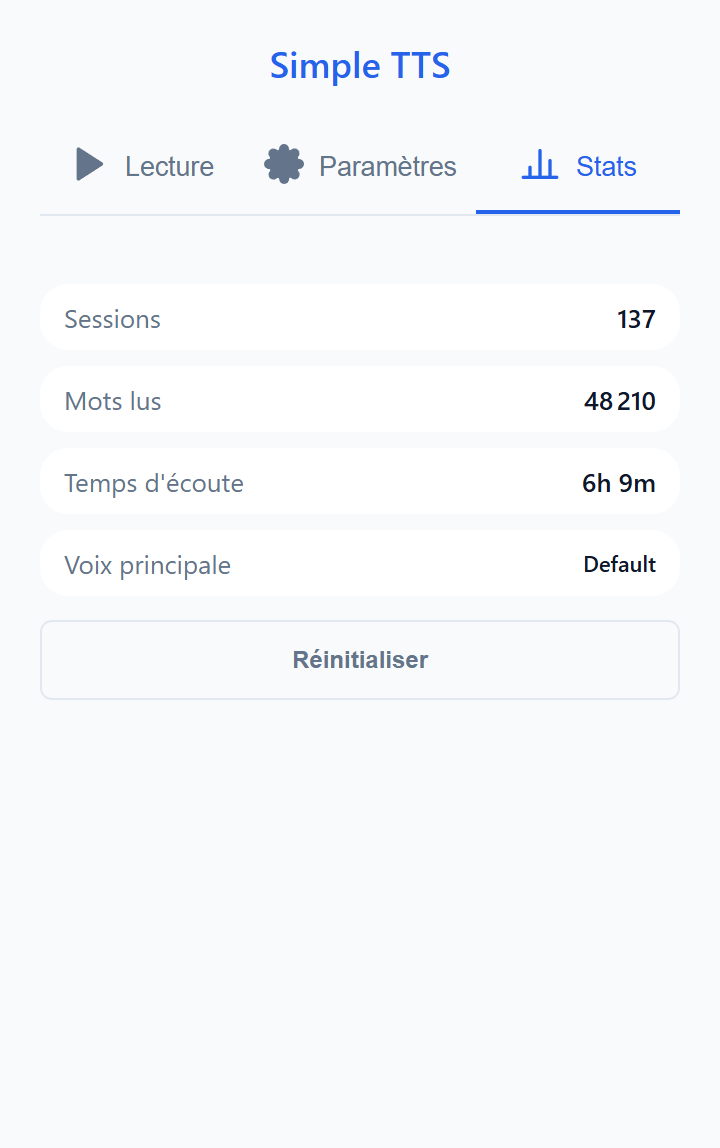 Simple TTS
Lecture Paramètres Stats
Sessions 137
Mots lus 48 210
Temps d'écoute 6h 9m
Voix principale Default
Réinitialiser